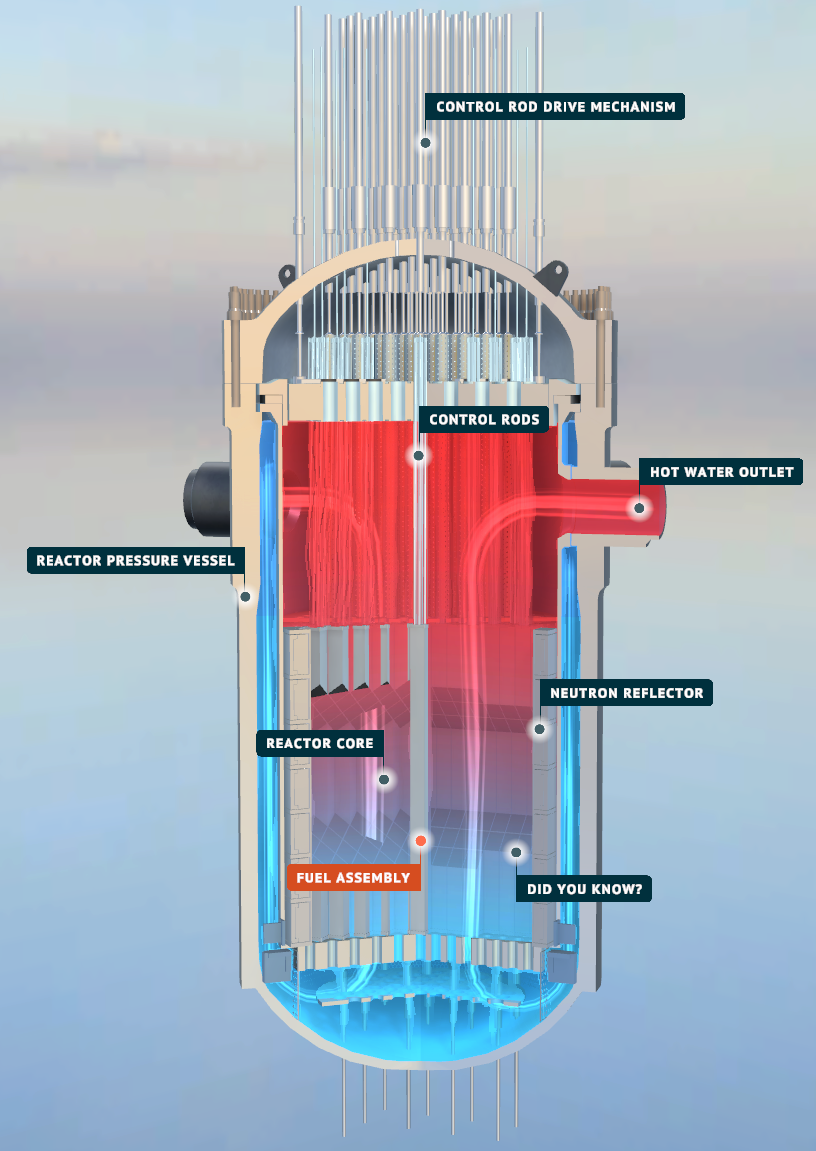 CONTROL ROD DRIVE MECHANISM
CONTROL RODS
HOT WATER OUTLET
REACTOR PRESSURE VESSEL
NEUTRON REFLECTOR
REACTOR CORE
FUEL ASSEMBLY
DID YOU KNOW?